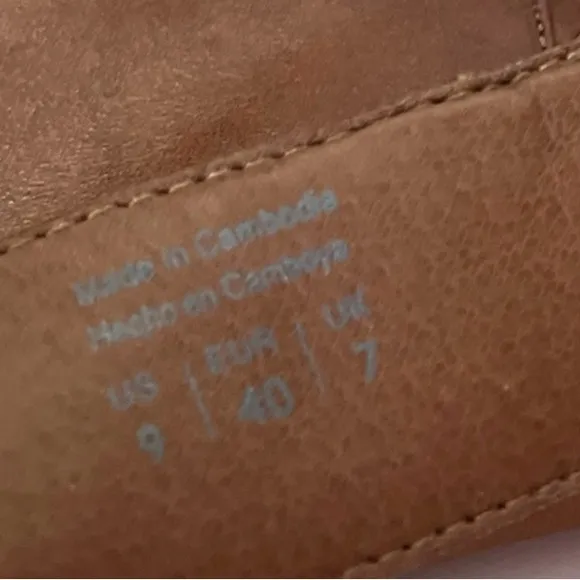 Made in Cambodia
Hecho en Camboya
US | EUR | UK
9 | 40 | 7